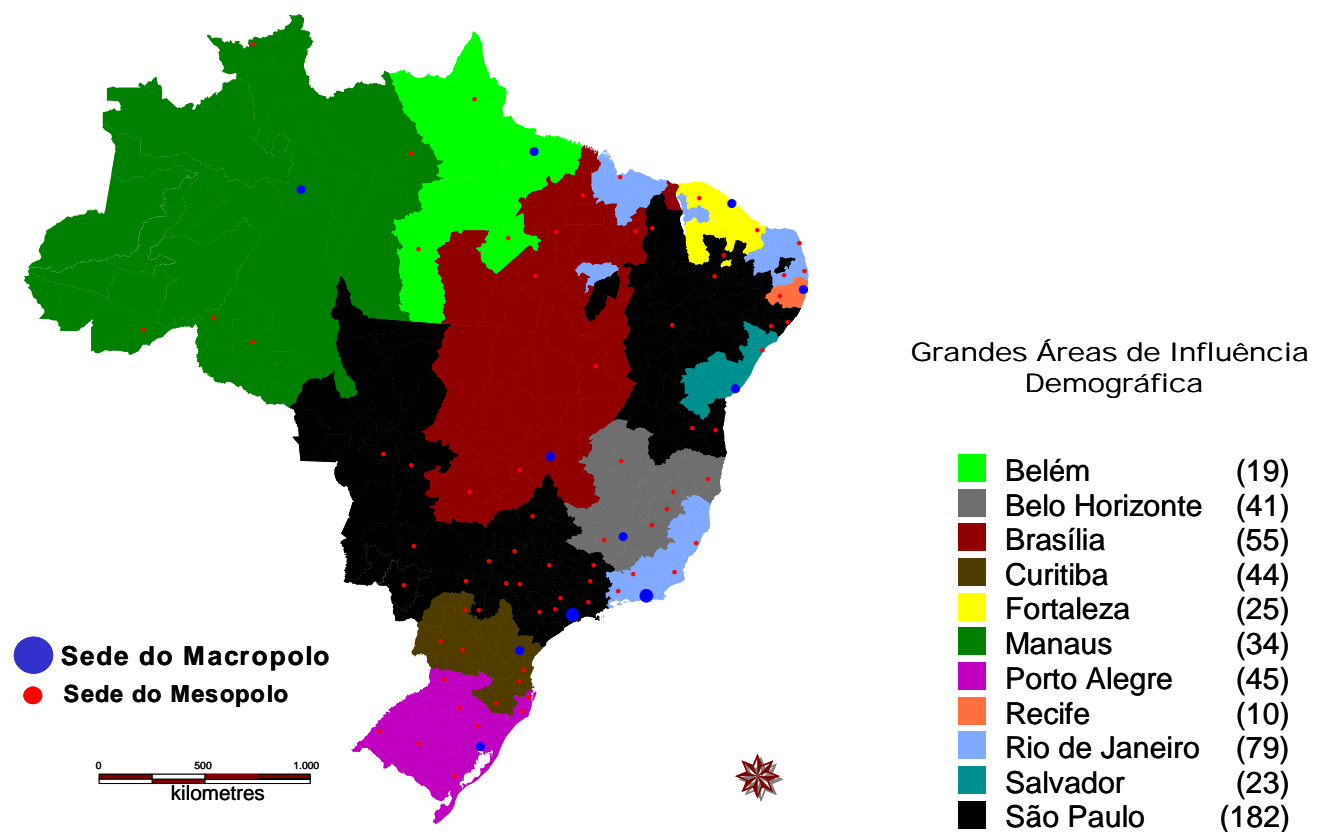 Grandes Áreas de Influência
Demográfica
Belém (19)
Belo Horizonte (41)
Brasília (55)
Curitiba (44)
Fortaleza (25)
Manaus (34)
Porto Alegre (45)
Recife (10)
Rio de Janeiro (79)
Salvador (23)
São Paulo (182)
Sede do Macropolo
Sede do Mesopolo
0 500 1.000
kilometres